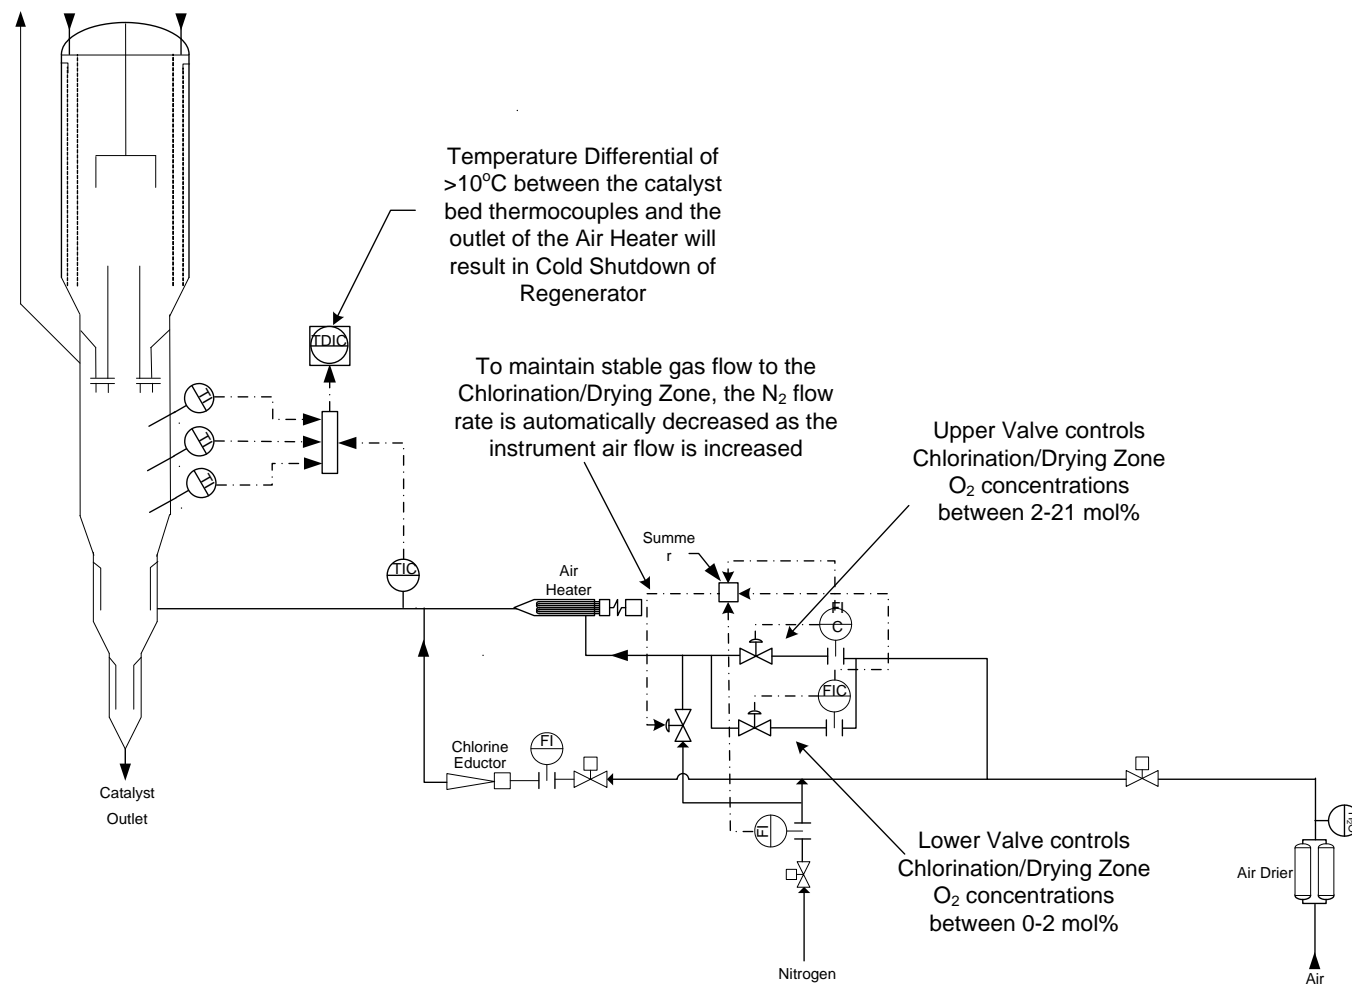 Temperature Differential of
>10°C between the catalyst
bed thermocouples and the
outlet of the Air Heater will
result in Cold Shutdown of
Regenerator
TDIC
To maintain stable gas flow to the
Chlorination/Drying Zone, the N₂ flow
rate is automatically decreased as the
instrument air flow is increased
TI
TI
TI
Upper Valve controls
Chlorination/Drying Zone
O₂ concentrations
between 2-21 mol%
Summe
r
TIC
Air
Heater
FI
C
FIC
FI
Chlorine
Eductor
Catalyst
Outlet
FI
H₂O
Lower Valve controls
Chlorination/Drying Zone
O₂ concentrations
between 0-2 mol%
Air Drier
Nitrogen
Air